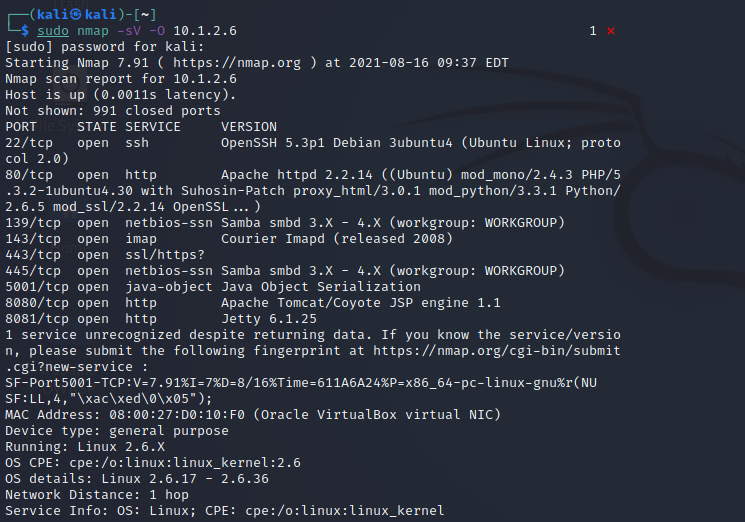 ┌──(kali㉿kali)-[~]
└─$ sudo nmap -sV -O 10.1.2.6 1 ⨯
[sudo] password for kali:
Starting Nmap 7.91 ( https://nmap.org ) at 2021-08-16 09:37 EDT
Nmap scan report for 10.1.2.6
Host is up (0.0011s latency).
Not shown: 991 closed ports
PORT STATE SERVICE VERSION
22/tcp open ssh OpenSSH 5.3p1 Debian 3ubuntu4 (Ubuntu Linux; proto
col 2.0)
80/tcp open http Apache httpd 2.2.14 ((Ubuntu) mod_mono/2.4.3 PHP/5
.3.2-1ubuntu4.30 with Suhosin-Patch proxy_html/3.0.1 mod_python/3.3.1 Python/
2.6.5 mod_ssl/2.2.14 OpenSSL...)
139/tcp open netbios-ssn Samba smbd 3.X - 4.X (workgroup: WORKGROUP)
143/tcp open imap Courier Imapd (released 2008)
443/tcp open ssl/https?
445/tcp open netbios-ssn Samba smbd 3.X - 4.X (workgroup: WORKGROUP)
5001/tcp open java-object Java Object Serialization
8080/tcp open http Apache Tomcat/Coyote JSP engine 1.1
8081/tcp open http Jetty 6.1.25
1 service unrecognized despite returning data. If you know the service/versio
n, please submit the following fingerprint at https://nmap.org/cgi-bin/submit
.cgi?new-service :
SF-Port5001-TCP:V=7.91%I=7%D=8/16%Time=611A6A24%P=x86_64-pc-linux-gnu%r(NU
SF:LL,4,"\xac\xed\0\x05");
MAC Address: 08:00:27:D0:10:F0 (Oracle VirtualBox virtual NIC)
Device type: general purpose
Running: Linux 2.6.X
OS CPE: cpe:/o:linux:linux_kernel:2.6
OS details: Linux 2.6.17 - 2.6.36
Network Distance: 1 hop
Service Info: OS: Linux; CPE: cpe:/o:linux:linux_kernel